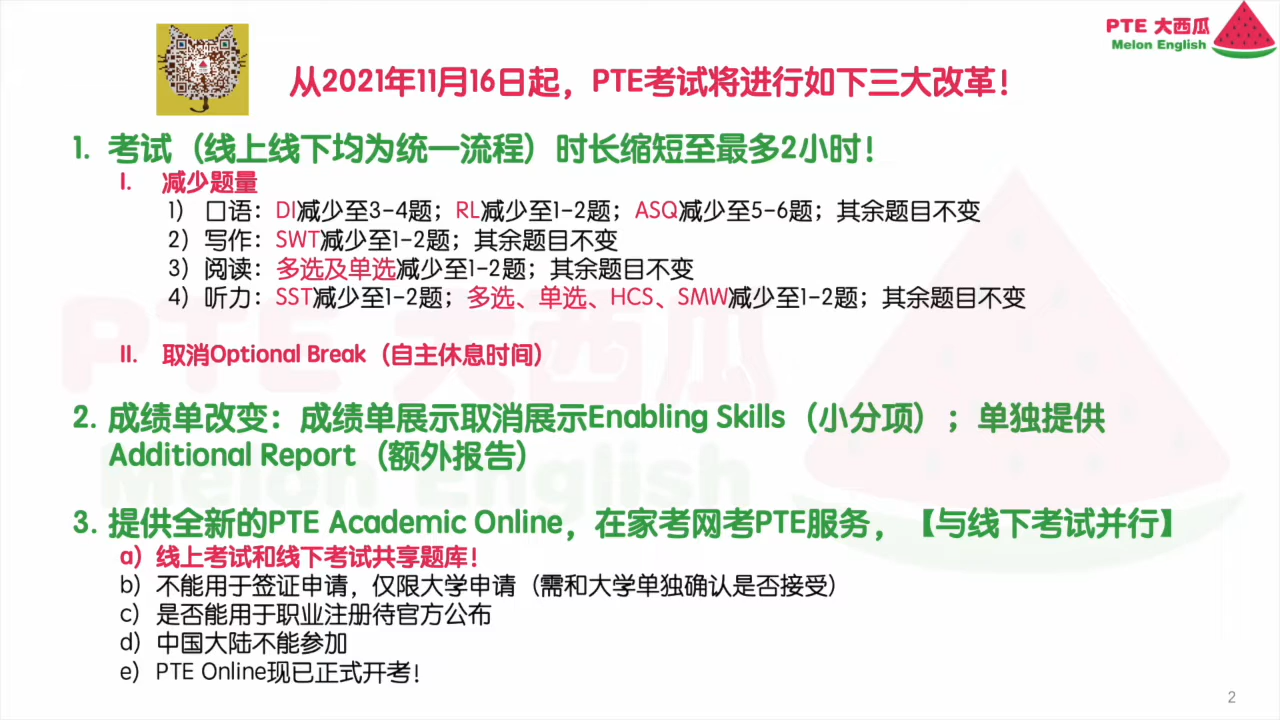 PTE 大西瓜
Melon English
从2021年11月16日起，PTE考试将进行如下三大改革！
1. 考试（线上线下均为统一流程）时长缩短至最多2小时！
I. 减少题量
1） 口语：DI减少至3-4题；RL减少至1-2题；ASQ减少至5-6题；其余题目不变
2）写作：SWT减少至1-2题；其余题目不变
3）阅读：多选及单选减少至1-2题；其余题目不变
4）听力：SST减少至1-2题；多选、单选、HCS、SMW减少至1-2题；其余题目不变
II. 取消Optional Break（自主休息时间）
2. 成绩单改变：成绩单展示取消展示Enabling Skills（小分项）；单独提供
Additional Report（额外报告）
3. 提供全新的PTE Academic Online，在家考网考PTE服务，【与线下考试并行】
a）线上考试和线下考试共享题库！
b）不能用于签证申请，仅限大学申请（需和大学单独确认是否接受）
c）是否能用于职业注册待官方公布
d）中国大陆不能参加
e）PTE Online现已正式开考！
PTE 大西瓜
Melon English
2